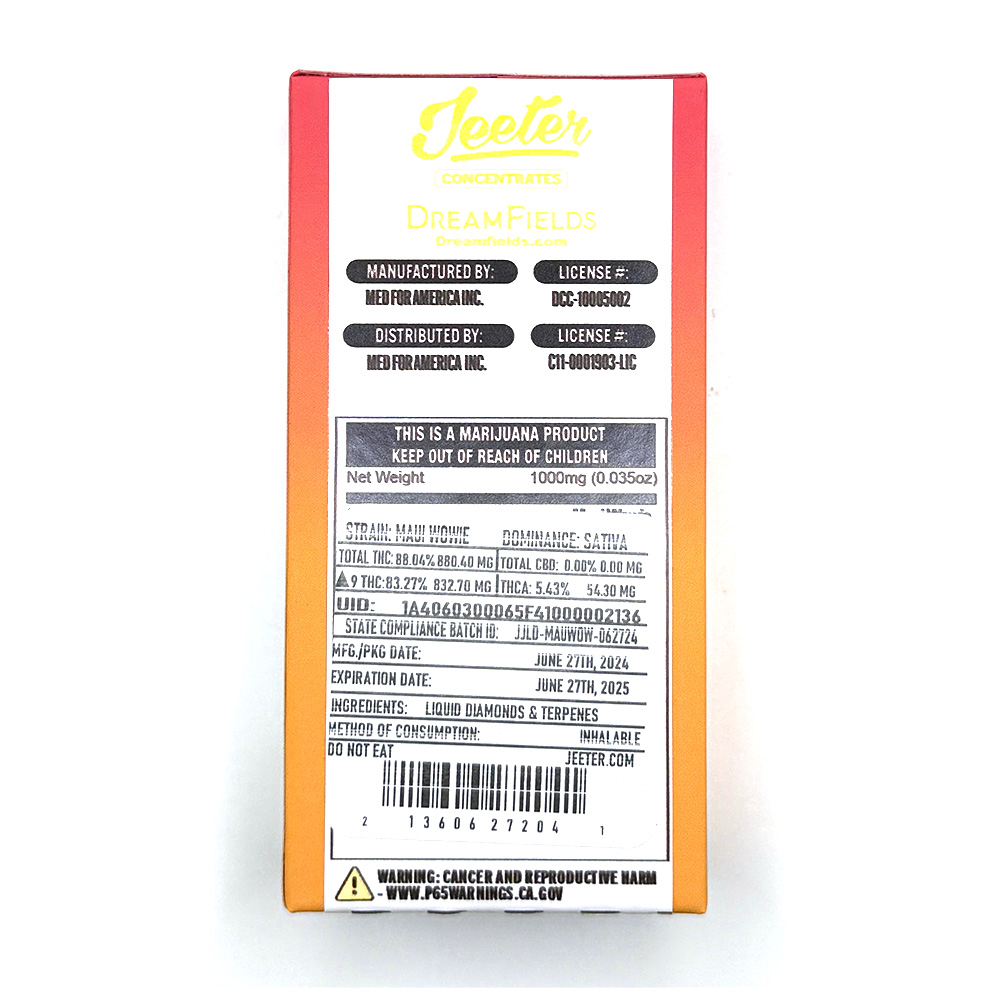 Jeeter
CONCENTRATES
DREAMFIELDS
Dreamfields.com
MANUFACTURED BY: LICENSE #:
MED FOR AMERICA INC. DCC-10005002
DISTRIBUTED BY: LICENSE #:
MED FOR AMERICA INC. C11-0001903-LIC
THIS IS A MARIJUANA PRODUCT
KEEP OUT OF REACH OF CHILDREN
Net Weight 1000mg (0.035oz)
STRAIN: MAUI WOWIE DOMINANCE: SATIVA
TOTAL THC: 88.04% 880.40 MG TOTAL CBD: 0.00% 0.00 MG
▲9 THC:83.27% 832.70 MG THCA: 5.43% 54.30 MG
UID: 1A4060300065F41000002136
STATE COMPLIANCE BATCH ID: JJLD-MAUWOW-062724
MFG./PKG DATE: JUNE 27TH, 2024
EXPIRATION DATE: JUNE 27TH, 2025
INGREDIENTS: LIQUID DIAMONDS & TERPENES
METHOD OF CONSUMPTION: INHALABLE
DO NOT EAT JEETER.COM
2 13606 27204 1
WARNING: CANCER AND REPRODUCTIVE HARM
- WWW.P65WARNINGS.CA.GOV